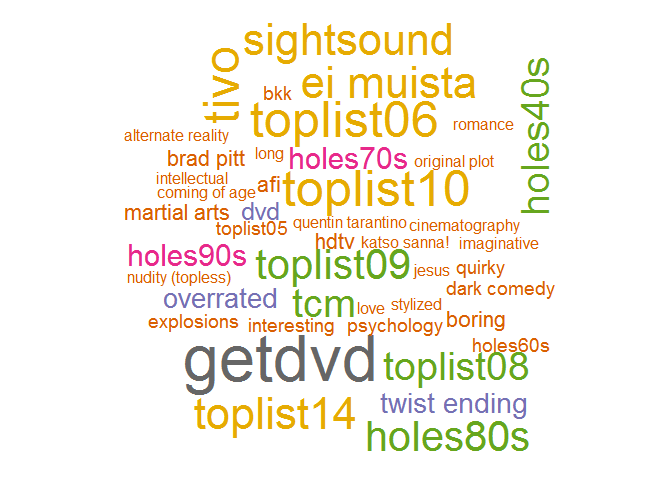 sightsound
tivo
ei muista
bkk
holes40s
toplist06
romance
alternate reality
brad pitt
long
holes70s
original plot
intellectual
coming of age
afi
toplist10
martial arts
dvd
quentin tarantino
cinematography
toplist05
hdtv
katso sanna!
imaginative
holes90s
toplist09
jesus
quirky
nudity (topless)
dark comedy
overrated
tcm
love
stylized
explosions
interesting
psychology
boring
holes60s
getdvd
toplist08
toplist14
twist ending
holes80s